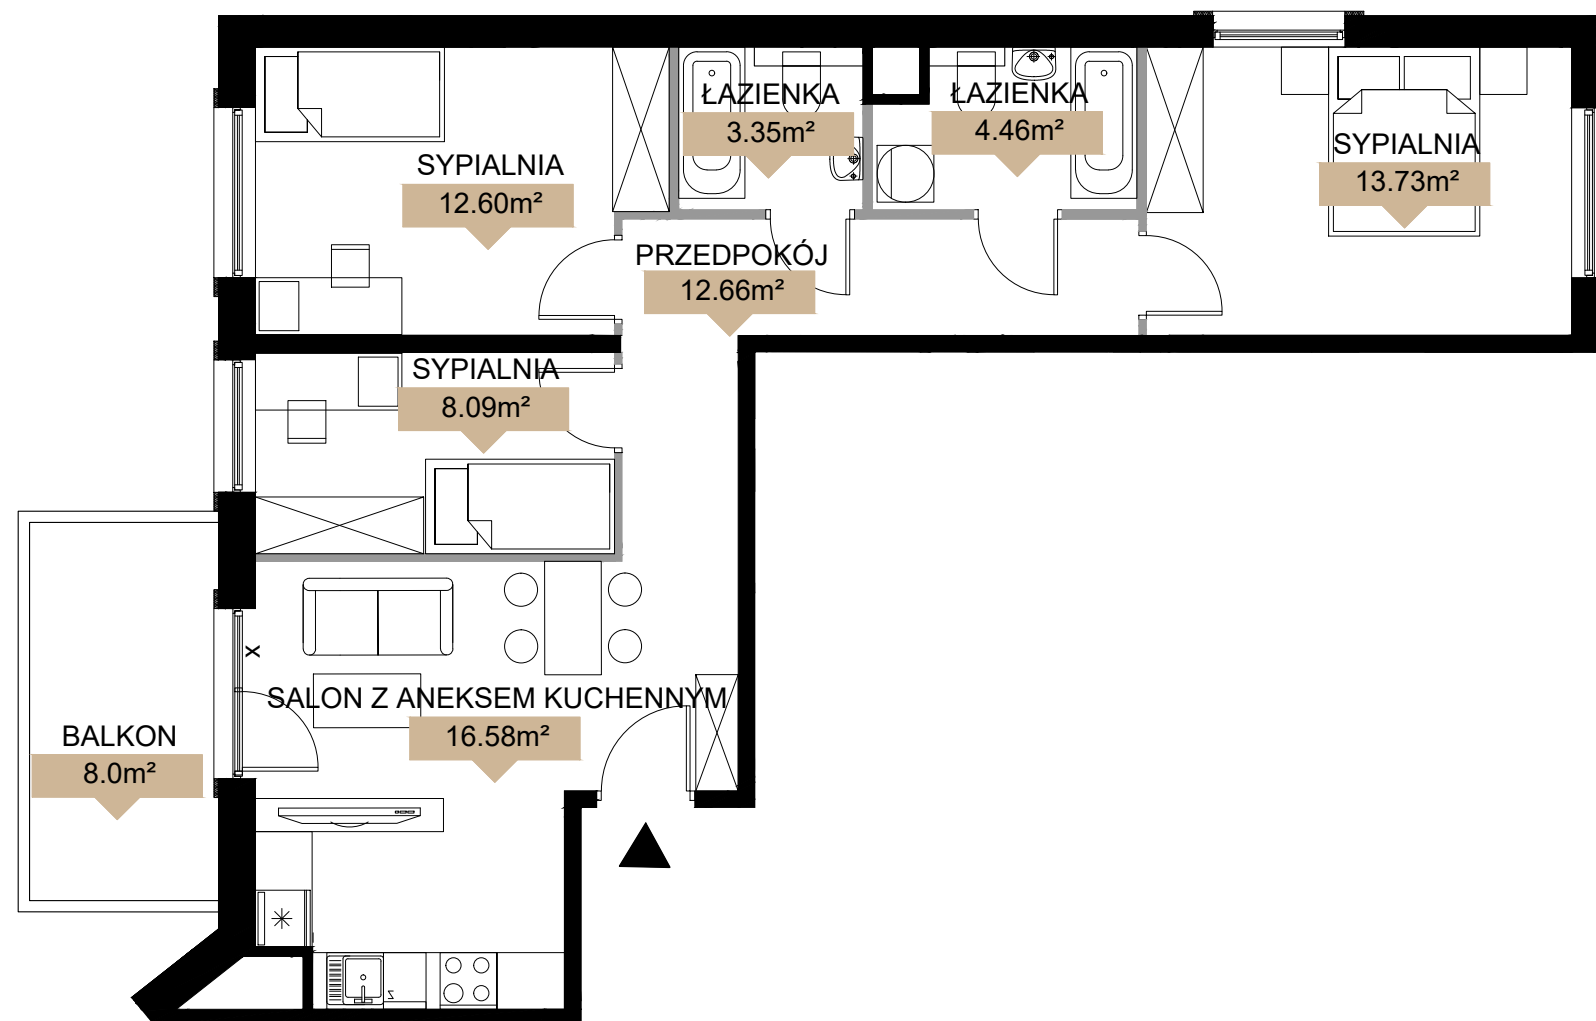 ŁAZIENKA
3.35m²
ŁAZIENKA
4.46m²
SYPIALNIA
13.73m²
SYPIALNIA
12.60m²
PRZEDPOKÓJ
12.66m²
SYPIALNIA
8.09m²
x
SALON Z ANEKSEM KUCHENNYM
16.58m²
BALKON
8.0m²
z